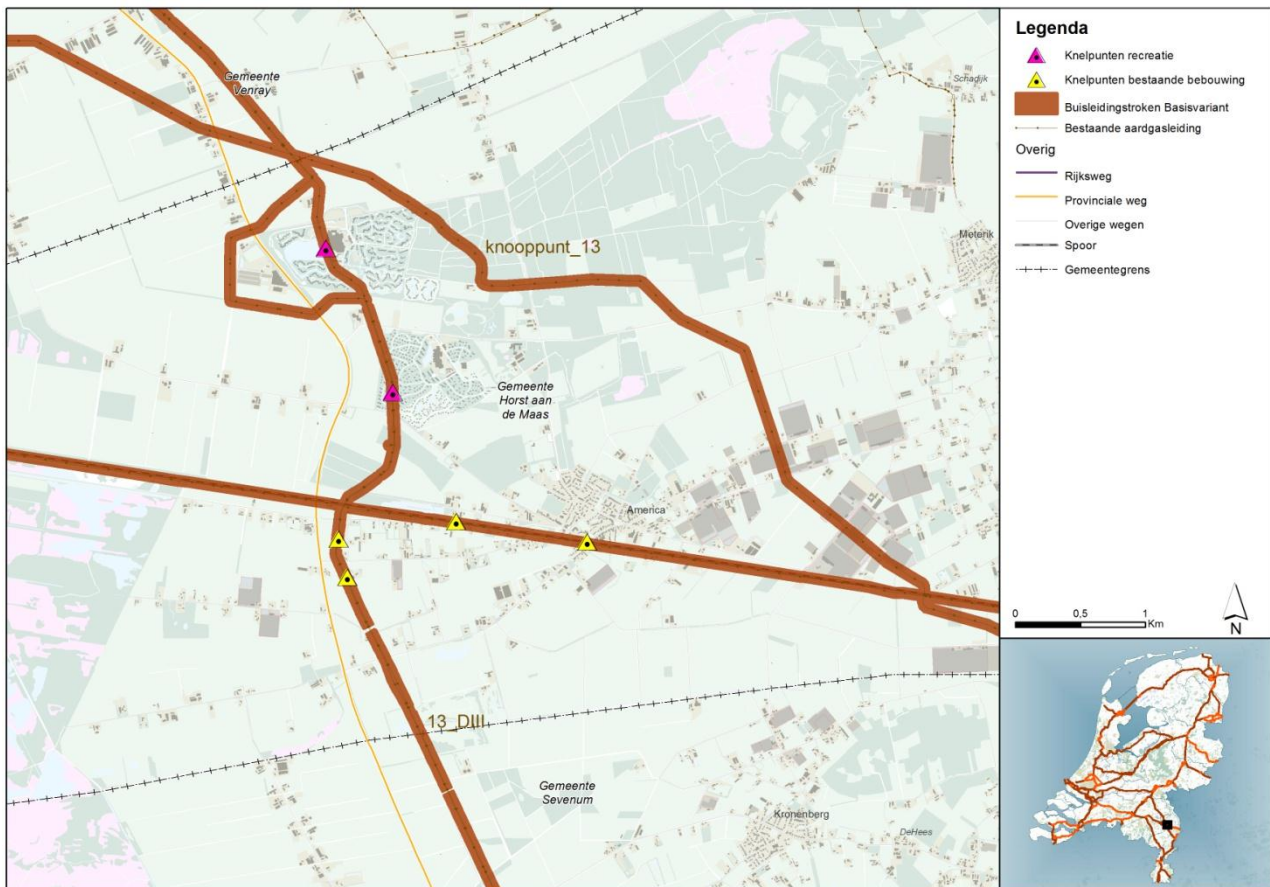 Gemeente
Venray
Schadijk
Meterik
knooppunt_13
Gemeente
Horst aan
de Maas
America
13_DIII
Gemeente
Sevenum
Kronenberg
DeHees
Legenda
Knelpunten recreatie
Knelpunten bestaande bebouwing
Buisleidingstroken Basisvariant
Bestaande aardgasleiding
Overig
Rijksweg
Provinciale weg
Overige wegen
Spoor
Gemeentegrens
0 0,5 1
Km
N